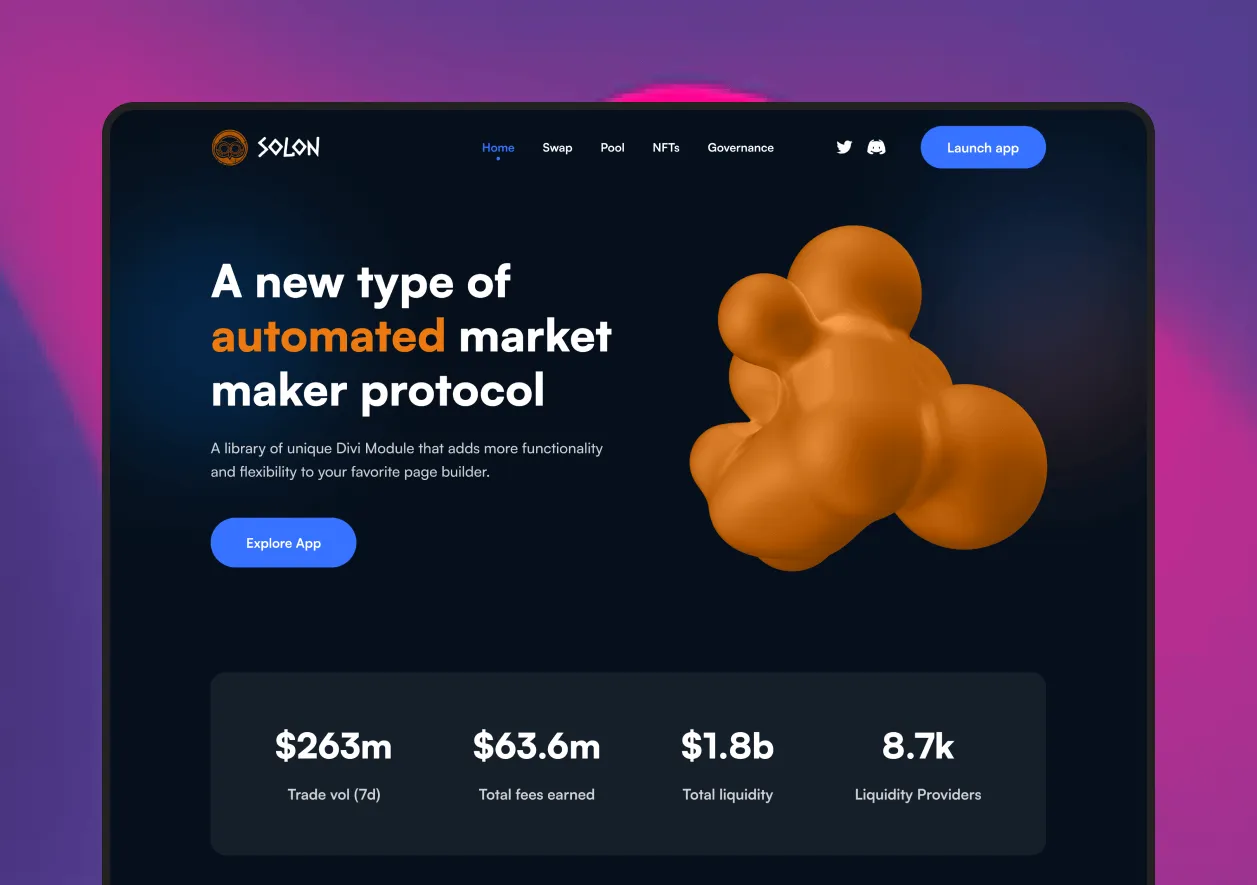 SOLON
Home Swap Pool NFTs Governance
Launch app
A new type of
automated market
maker protocol
A library of unique Divi Module that adds more functionality
and flexibility to your favorite page builder.
Explore App
$263m
Trade vol (7d)
$63.6m
Total fees earned
$1.8b
Total liquidity
8.7k
Liquidity Providers